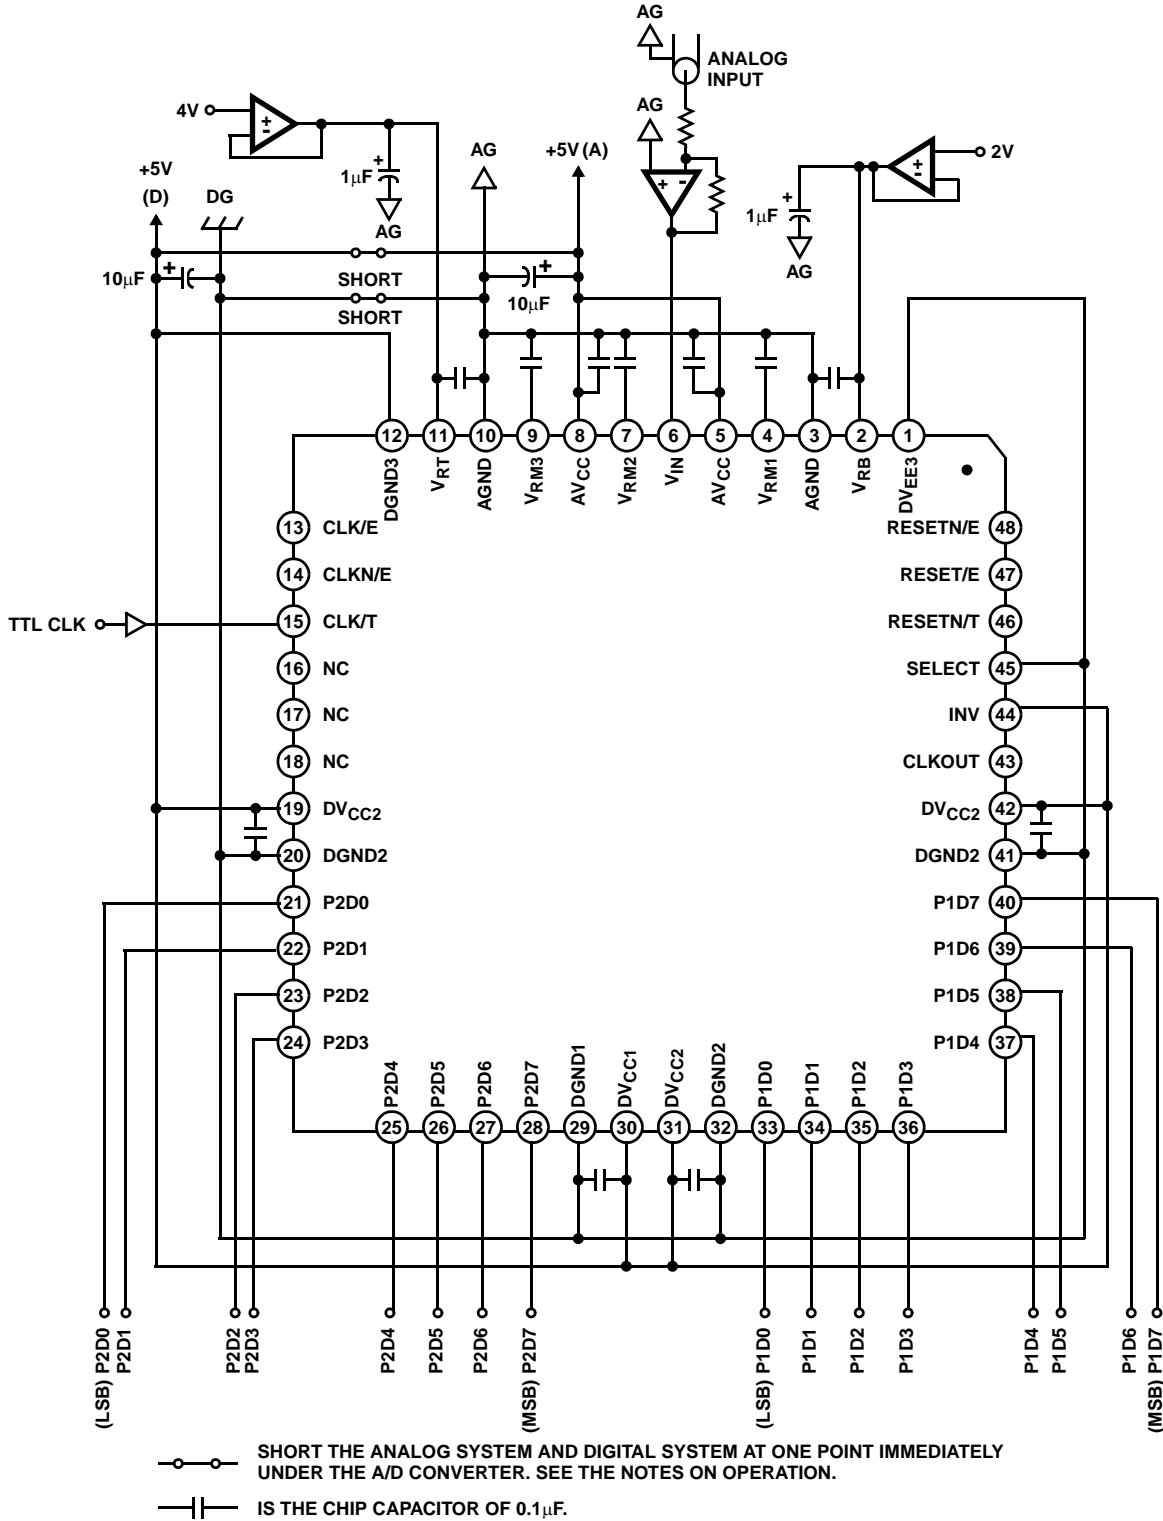 AG
ANALOG
INPUT
AG
4V
+
-
AG
+5V (A)
2V
+
-
+5V
(D)
DG
1μF
+
AG
+
-
1μF
+
AG
10μF
+
SHORT
SHORT
10μF
+
12
11
10
9
8
7
6
5
4
3
2
1
DGND3
VRT
AGND
VRM3
AVCC
VRM2
VIN
AVCC
VRM1
AGND
VRB
DVEE3
13 CLK/E
14 CLKN/E
TTL CLK
15 CLK/T
16 NC
17 NC
18 NC
19 DVCC2
20 DGND2
21 P2D0
22 P2D1
23 P2D2
24 P2D3
RESETN/E 48
RESET/E 47
RESETN/T 46
SELECT 45
INV 44
CLKOUT 43
DVCC2 42
DGND2 41
P1D7 40
P1D6 39
P1D5 38
P1D4 37
P2D4
P2D5
P2D6
P2D7
DGND1
DVCC1
DVCC2
DGND2
P1D0
P1D1
P1D2
P1D3
25
26
27
28
29
30
31
32
33
34
35
36
(LSB) P2D0
P2D1
P2D2
P2D3
P2D4
P2D5
P2D6
(MSB) P2D7
(LSB) P1D0
P1D1
P1D2
P1D3
P1D4
P1D5
P1D6
(MSB) P1D7
SHORT THE ANALOG SYSTEM AND DIGITAL SYSTEM AT ONE POINT IMMEDIATELY
UNDER THE A/D CONVERTER. SEE THE NOTES ON OPERATION.
IS THE CHIP CAPACITOR OF 0.1μF.